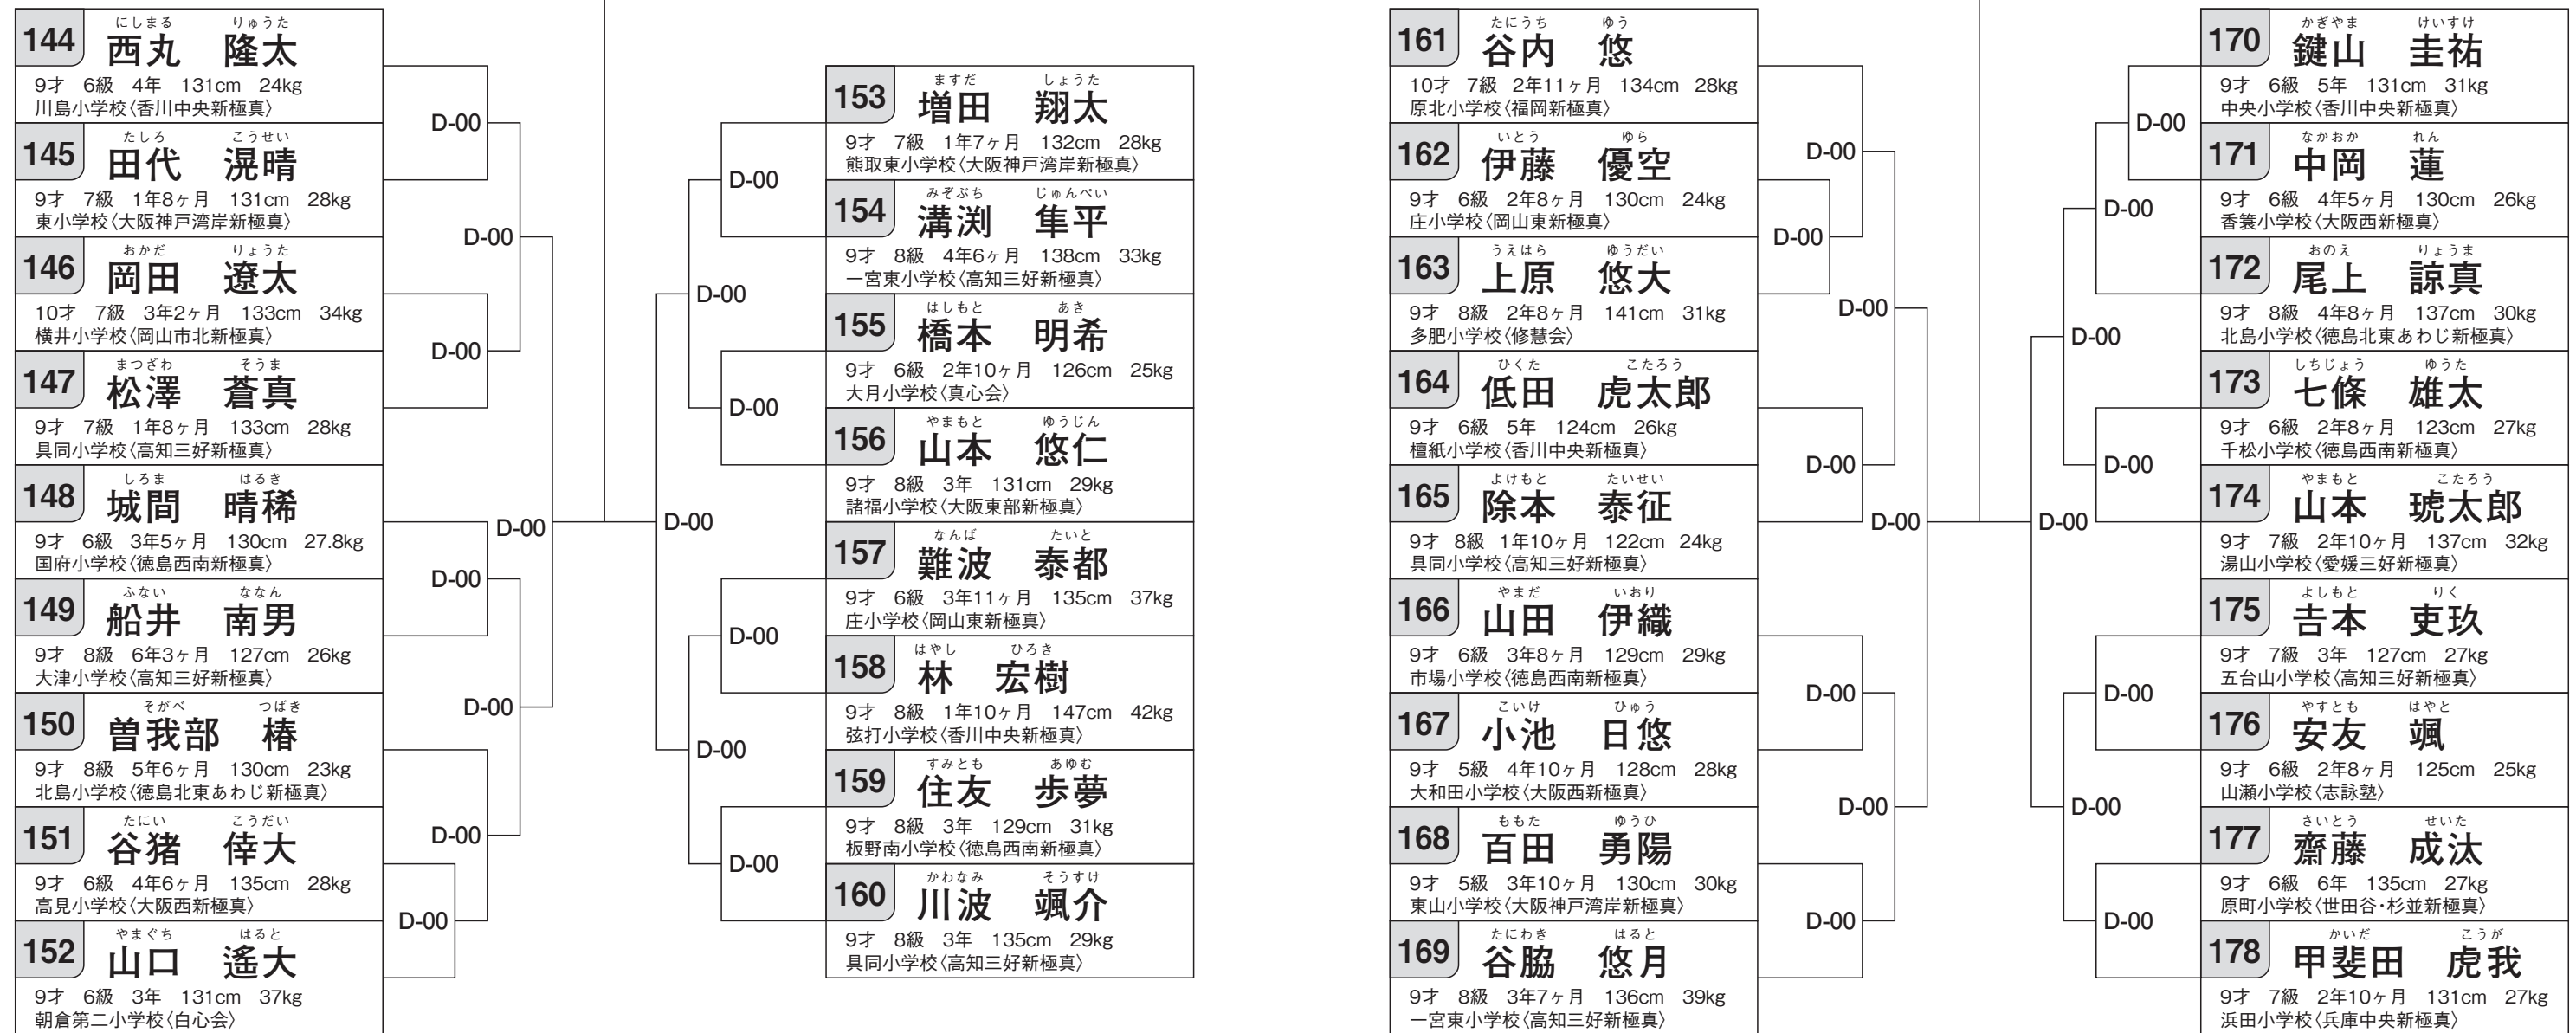 144
にしまる りゅうた
西丸 隆太
9才 6級 4年 131cm 24kg
川島小学校〈香川中央新極真〉
145
たしろ こうせい
田代 滉晴
9才 7級 1年8ヶ月 131cm 28kg
東小学校〈大阪神戸湾岸新極真〉
146
おかだ りょうた
岡田 遼太
10才 7級 3年2ヶ月 133cm 34kg
横井小学校〈岡山市北新極真〉
147
まつざわ そうま
松澤 蒼真
9才 7級 1年8ヶ月 133cm 28kg
具同小学校〈高知三好新極真〉
148
しろま はるき
城間 晴稀
9才 6級 3年5ヶ月 130cm 27.8kg
国府小学校〈徳島西南新極真〉
149
ふない ななん
船井 南男
9才 8級 6年3ヶ月 127cm 26kg
大津小学校〈高知三好新極真〉
150
そがべ つばき
曽我部 椿
9才 8級 5年6ヶ月 130cm 23kg
北島小学校〈徳島北東あわじ新極真〉
151
たにい こうだい
谷猪 倖大
9才 6級 4年6ヶ月 135cm 28kg
高見小学校〈大阪西新極真〉
152
やまぐち はると
山口 遙大
9才 6級 3年 131cm 37kg
朝倉第二小学校〈白心会〉
D-00
D-00
D-00
D-00
D-00
D-00
D-00
D-00
153
ますだ しょうた
増田 翔太
9才 7級 1年7ヶ月 132cm 28kg
熊取東小学校〈大阪神戸湾岸新極真〉
154
みぞぶち じゅんぺい
溝渕 隼平
9才 8級 4年6ヶ月 138cm 33kg
一宮東小学校〈高知三好新極真〉
155
はしもと あき
橋本 明希
9才 6級 2年10ヶ月 126cm 25kg
大月小学校〈真心会〉
156
やまもと ゆうじん
山本 悠仁
9才 8級 3年 131cm 29kg
諸福小学校〈大阪東部新極真〉
157
なんば たいと
難波 泰都
9才 6級 3年11ヶ月 135cm 37kg
庄小学校〈岡山東新極真〉
158
はやし ひろき
林 宏樹
9才 8級 1年10ヶ月 147cm 42kg
弦打小学校〈香川中央新極真〉
159
すみとも あゆむ
住友 歩夢
9才 8級 3年 129cm 31kg
板野南小学校〈徳島西南新極真〉
160
かわなみ そうすけ
川波 颯介
9才 8級 3年 135cm 29kg
具同小学校〈高知三好新極真〉
D-00
D-00
D-00
D-00
D-00
D-00
D-00
161
たにうち ゆう
谷内 悠
10才 7級 2年11ヶ月 134cm 28kg
原北小学校〈福岡新極真〉
162
いとう ゆら
伊藤 優空
9才 6級 2年8ヶ月 130cm 24kg
庄小学校〈岡山東新極真〉
163
うえはら ゆうだい
上原 悠大
9才 8級 2年8ヶ月 141cm 31kg
多肥小学校〈修慧会〉
164
ひくた こたろう
低田 虎太郎
9才 6級 5年 124cm 26kg
檀紙小学校〈香川中央新極真〉
165
よけもと たいせい
除本 泰征
9才 8級 1年10ヶ月 122cm 24kg
具同小学校〈高知三好新極真〉
166
やまだ いおり
山田 伊織
9才 6級 3年8ヶ月 129cm 29kg
市場小学校〈徳島西南新極真〉
167
こいけ ひゅう
小池 日悠
9才 5級 4年10ヶ月 128cm 28kg
大和田小学校〈大阪西新極真〉
168
ももた ゆうひ
百田 勇陽
9才 5級 3年10ヶ月 130cm 30kg
東山小学校〈大阪神戸湾岸新極真〉
169
たにわき はると
谷脇 悠月
9才 8級 3年7ヶ月 136cm 39kg
一宮東小学校〈高知三好新極真〉
D-00
D-00
D-00
D-00
D-00
D-00
D-00
D-00
170
かぎやま けいすけ
鍵山 圭祐
9才 6級 5年 131cm 31kg
中央小学校〈香川中央新極真〉
171
なかおか れん
中岡 蓮
9才 6級 4年5ヶ月 130cm 26kg
香簑小学校〈大阪西新極真〉
172
おのえ りょうま
尾上 諒真
9才 8級 4年8ヶ月 137cm 30kg
北島小学校〈徳島北東あわじ新極真〉
173
しちじょう ゆうた
七條 雄太
9才 6級 2年8ヶ月 123cm 27kg
千松小学校〈徳島西南新極真〉
174
やまもと こたろう
山本 琥太郎
9才 7級 2年10ヶ月 137cm 32kg
湯山小学校〈愛媛三好新極真〉
175
よしもと りく
𠮷本 吏玖
9才 7級 3年 127cm 27kg
五台山小学校〈高知三好新極真〉
176
やすとも はやと
安友 颯
9才 6級 2年8ヶ月 125cm 25kg
山瀬小学校〈志詠塾〉
177
さいとう せいた
齋藤 成汰
9才 6級 6年 135cm 27kg
原町小学校〈世田谷・杉並新極真〉
178
かいだ こうが
甲斐田 虎我
9才 7級 2年10ヶ月 131cm 27kg
浜田小学校〈兵庫中央新極真〉
D-00
D-00
D-00
D-00
D-00
D-00
D-00
D-00